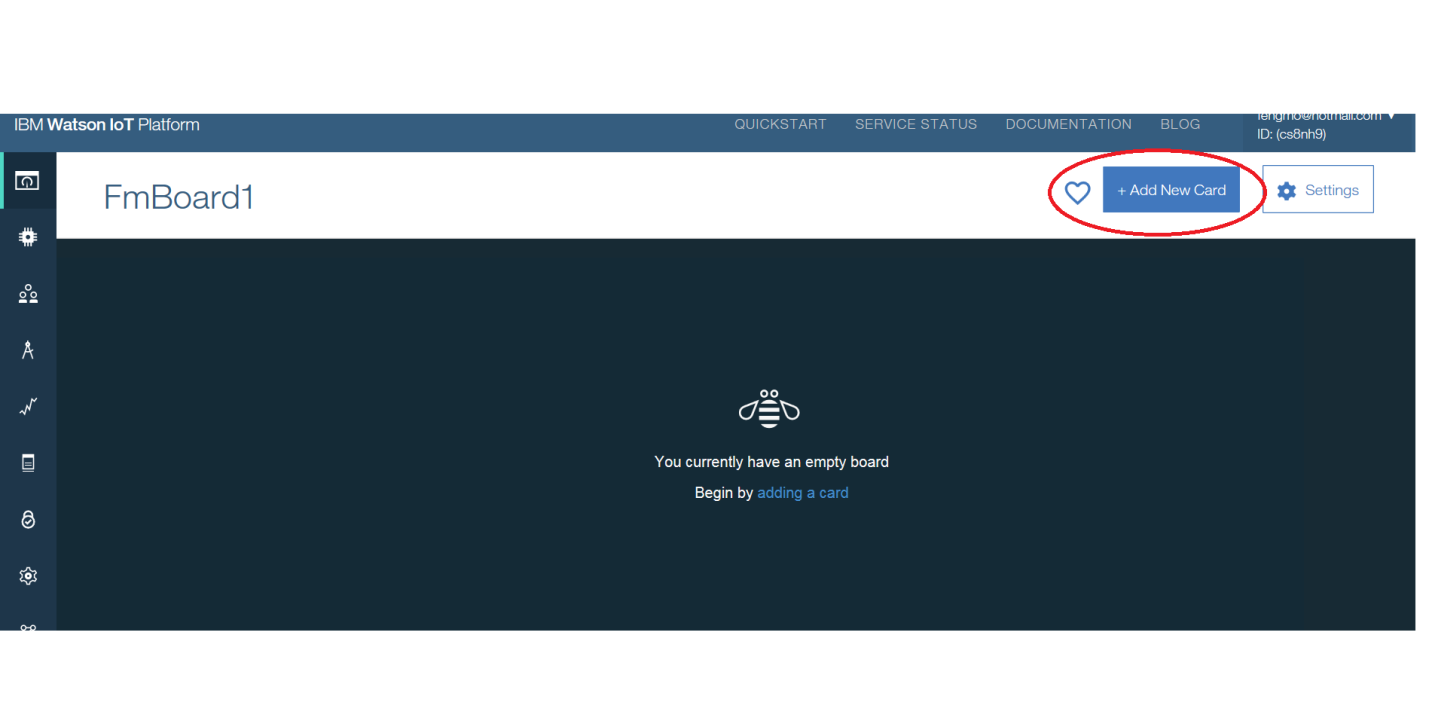 IBM Watson IoT Platform
QUICKSTART SERVICE STATUS DOCUMENTATION BLOG
ID: (cs8nh9)
FmBoard1
+ Add New Card
Settings
You currently have an empty board
Begin by adding a card